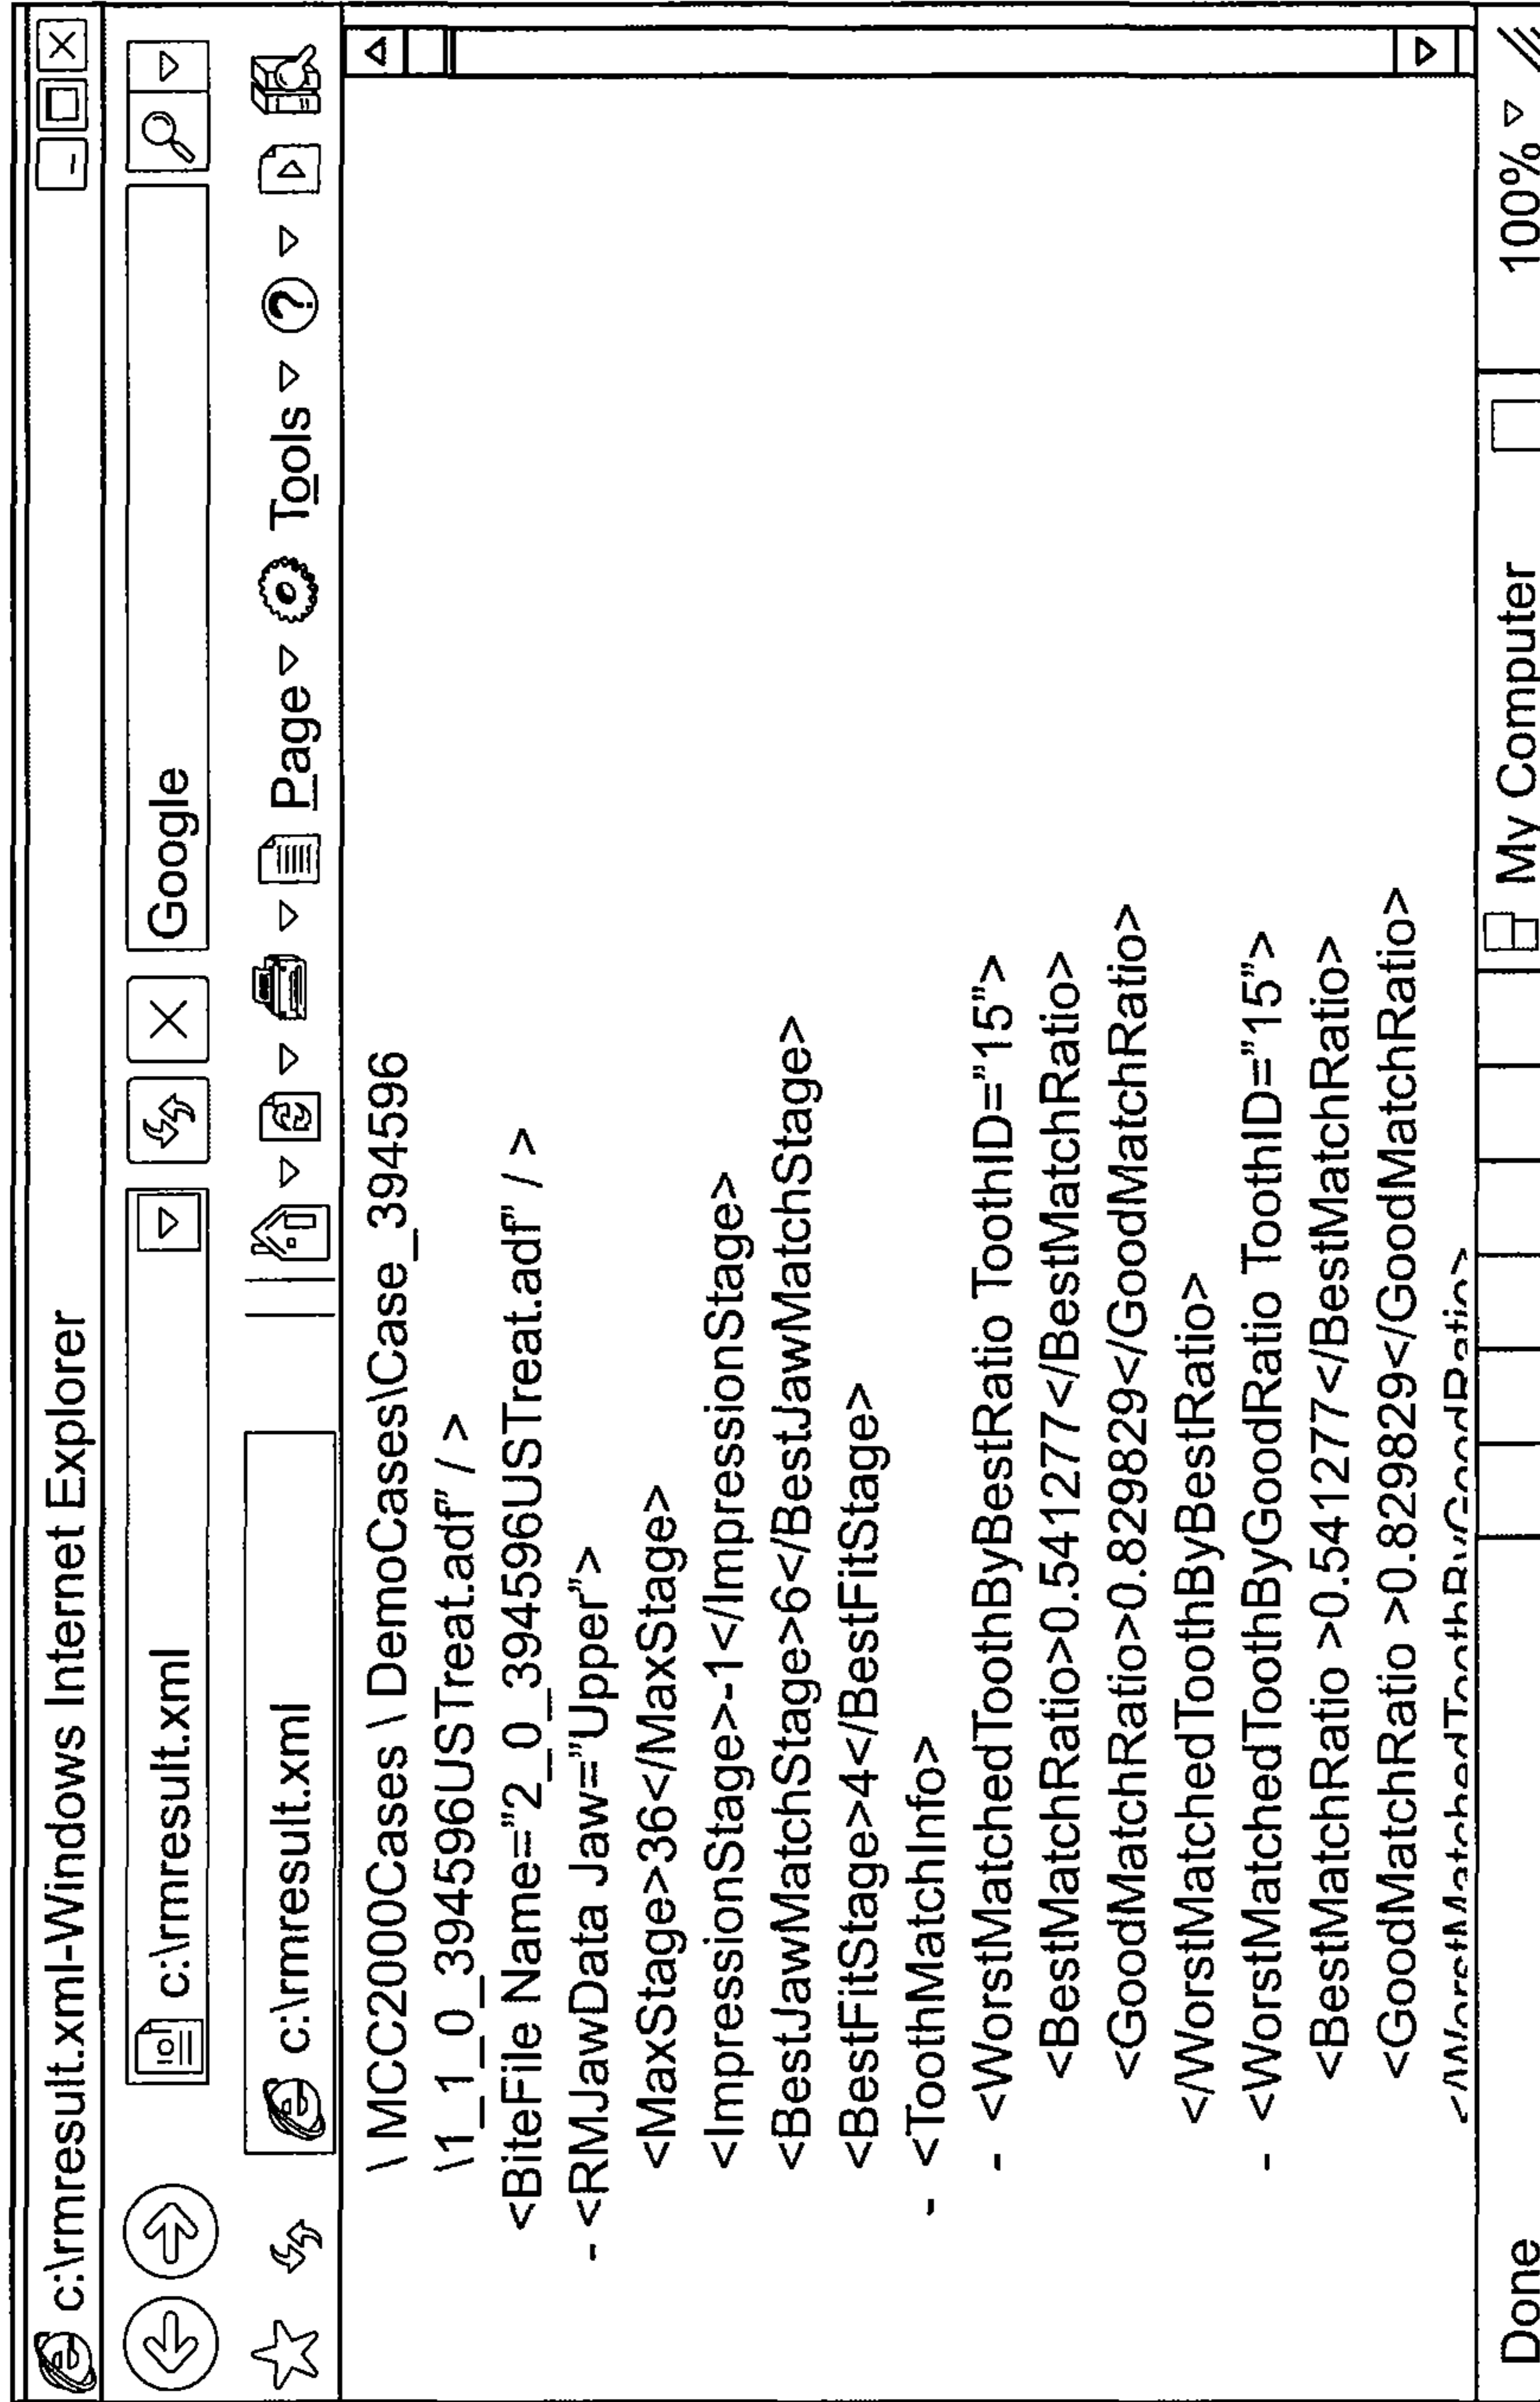 c:\rmresult.xml-Windows Internet Explorer
c:\rmresult.xml
Google
c:\rmresult.xml
Page
Tools
\ MCC2000Cases \ DemoCases\Case_394596
\1_1_0_394596USTreat.adf" / >
<BiteFile Name="2_0_394596USTreat.adf" / >
- <RMJawData Jaw="Upper">
<MaxStage>36</MaxStage>
<ImpressionStage>-1</ImpressionStage>
<BestJawMatchStage>6</BestJawMatchStage>
<BestFitStage>4</BestFitStage>
- <ToothMatchInfo>
- <WorstMatchedToothByBestRatio ToothID="15">
<BestMatchRatio>0.541277</BestMatchRatio>
<GoodMatchRatio>0.829829</GoodMatchRatio>
</WorstMatchedToothByBestRatio>
- <WorstMatchedToothByGoodRatio ToothID="15">
<BestMatchRatio >0.541277</BestMatchRatio>
<GoodMatchRatio >0.829829</GoodMatchRatio>
</WorstMatchedToothByGoodRatio>
Done
My Computer
100%